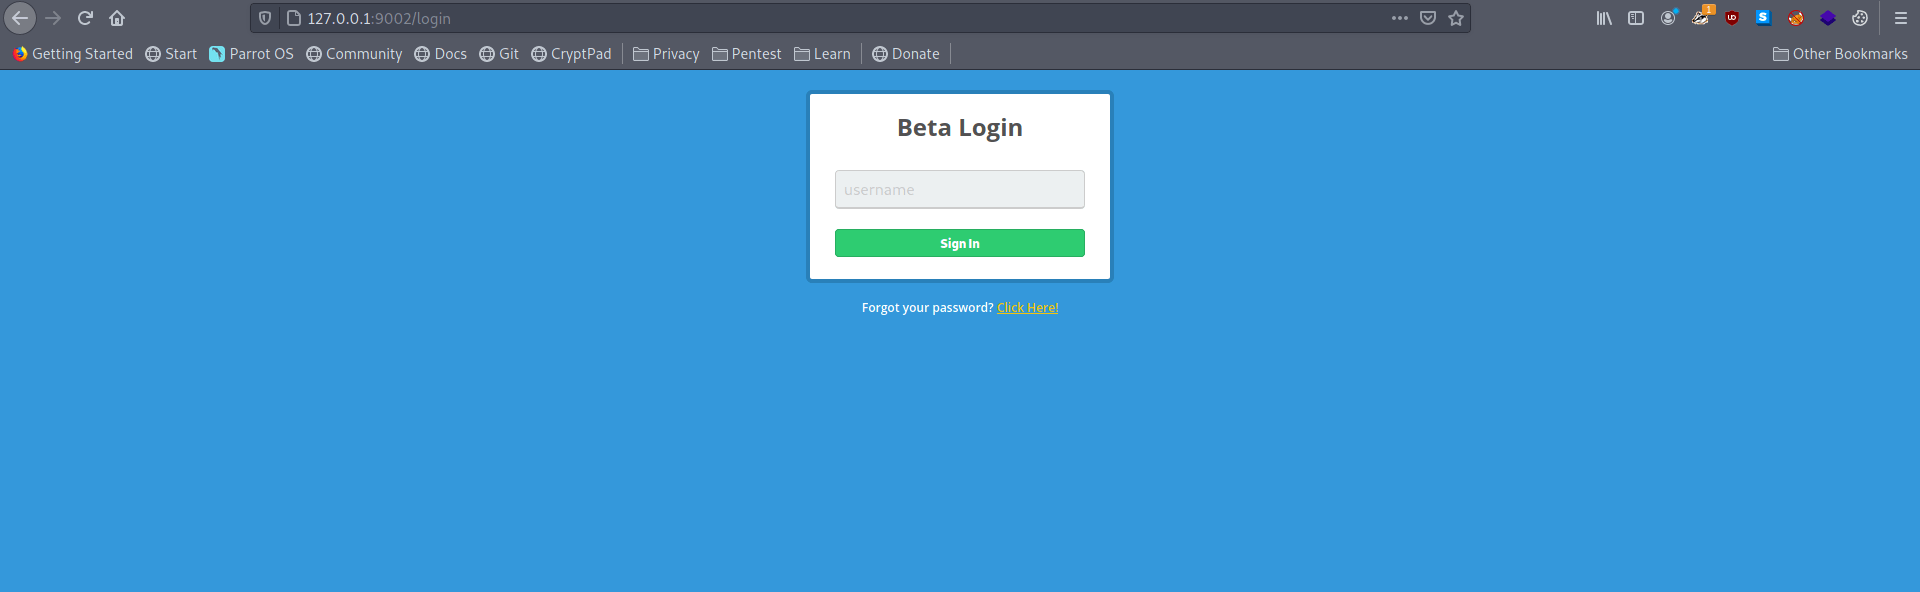 127.0.0.1:9002/login
1
Getting Started Start Parrot OS Community Docs Git CryptPad Privacy Pentest Learn Donate Other Bookmarks
Beta Login
username
Sign In
Forgot your password? Click Here!